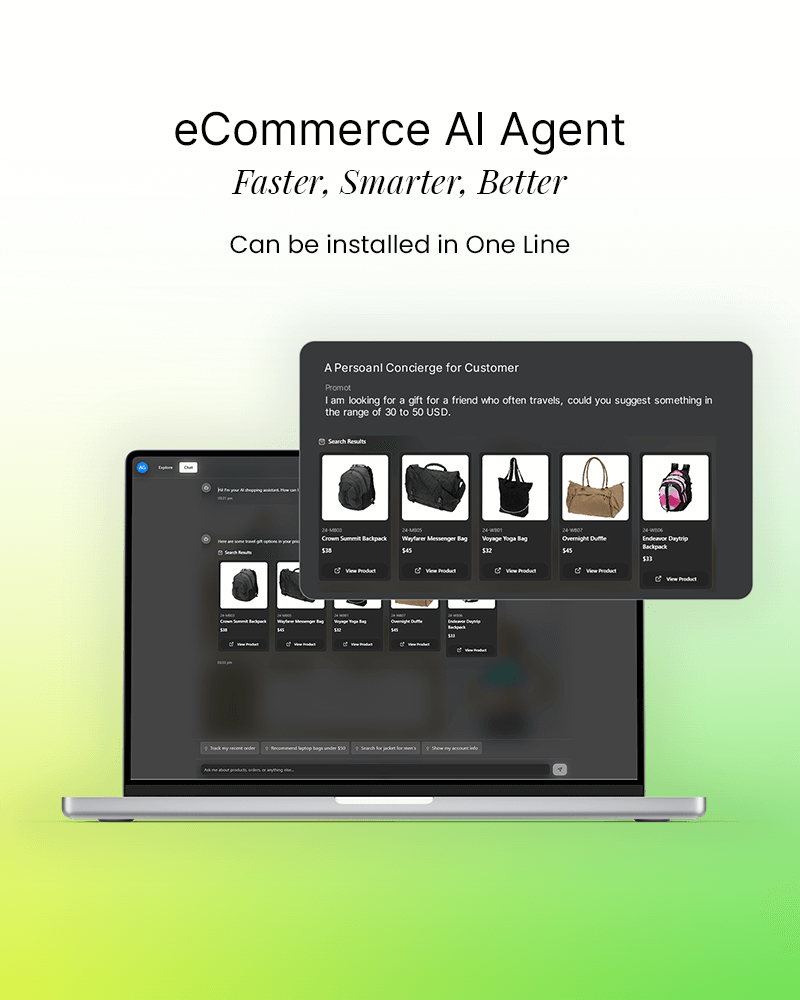 eCommerce AI Agent
Faster, Smarter, Better
Can be installed in One Line
A Persoanl Concierge for Customer
Promot
I am looking for a gift for a friend who often travels, could you suggest something in
the range of 30 to 50 USD.
Search Results
24-MB03 24-MB05 24-WB01 24-WB07 24-WB06
Crown Summit Backpack Wayfarer Messenger Bag Voyage Yoga Bag Overnight Duffle Endeavor Daytrip
Backpack
$38 $45 $32 $45 $33
View Product View Product View Product View Product View Product
AG Explore Chat
Hi! I'm your AI shopping assistant. How can I
03:01 pm
Here are some travel gift options in your
Search Results
24-MB03 24-MB05 24-WB01 24-WB07 24-WB06
Crown Summit Backpack Wayfarer Messenger Bag Voyage Yoga Bag Overnight Duffle Endeavor Daytrip
Backpack
$38 $45 $32 $45 $33
View Product View Product View Product View Product View Product
Track my recent order Recommend laptop bags under $50 Search for jacket for men's Show my account info
Ask me about products, orders, or anything else...